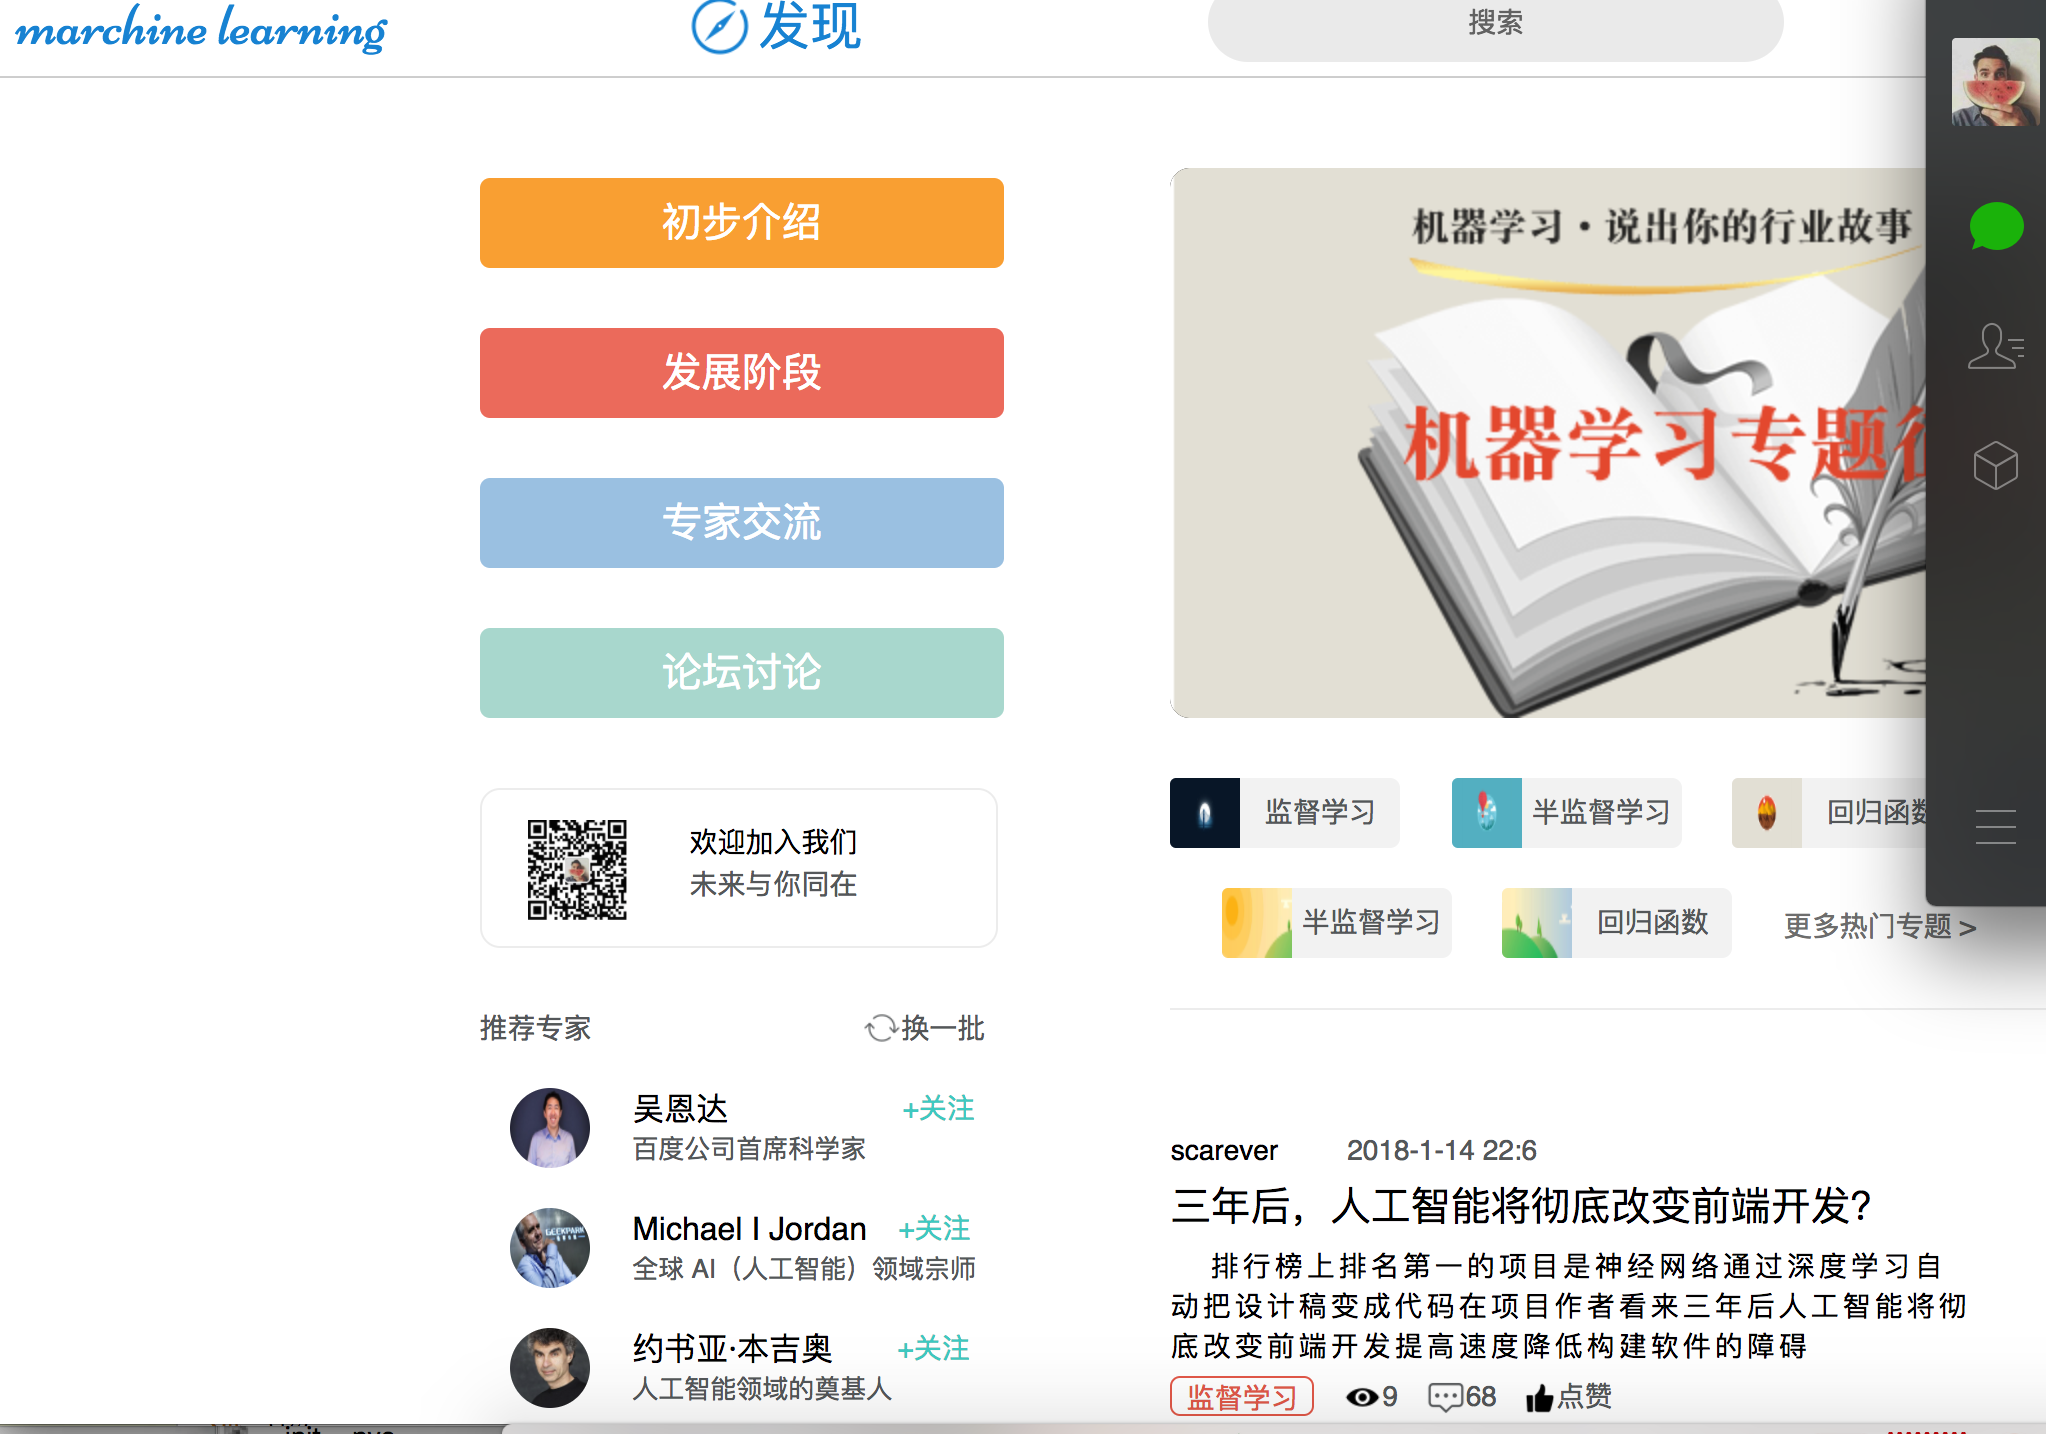 marchine learning
发现
搜索
初步介绍
发展阶段
专家交流
论坛讨论
欢迎加入我们
未来与你同在
推荐专家
换一批
吴恩达
+关注
百度公司首席科学家
Michael I Jordan
+关注
全球 AI（人工智能）领域宗师
约书亚·本吉奥
+关注
人工智能领域的奠基人
机器学习·说出你的行业故事
机器学习专题
监督学习
半监督学习
回归函数
半监督学习
回归函数
更多热门专题 >
scarever 2018-1-14 22:6
三年后，人工智能将彻底改变前端开发?
排行榜上排名第一的项目是神经网络通过深度学习自
动把设计稿变成代码在项目作者看来三年后人工智能将彻
底改变前端开发提高速度降低构建软件的障碍
监督学习
9
68
点赞